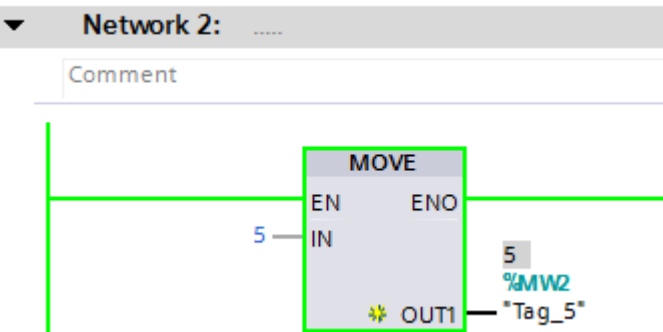 Network 2: .....
Comment
MOVE
EN ENO
5 IN
5
%MW2
OUT1 "Tag_5"